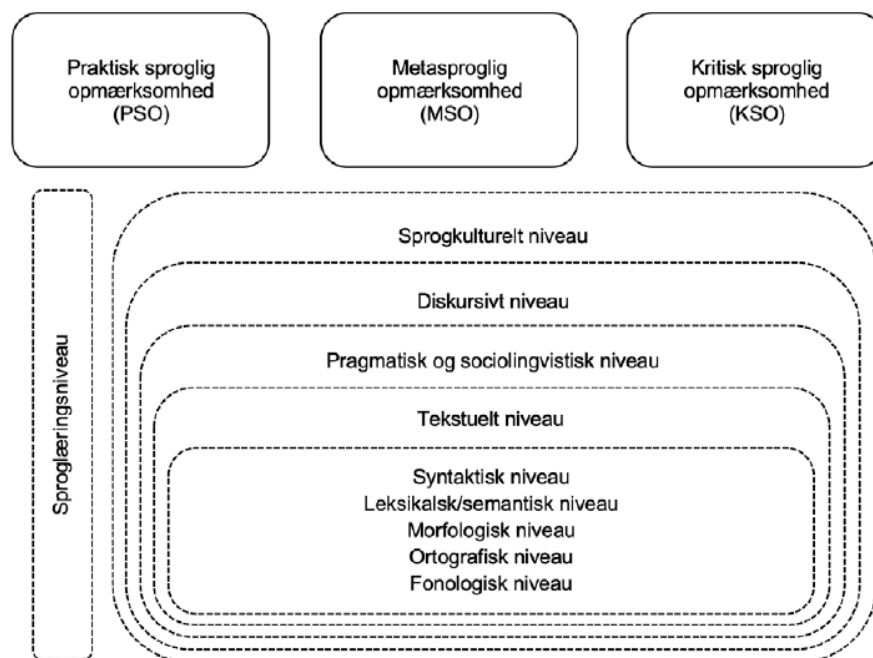 Praktisk sproglig
opmærksomhed
(PSO)
Metasproglig
opmærksomhed
(MSO)
Kritisk sproglig
opmærksomhed
(KSO)
Sproglæringsniveau
Sprogkulturelt niveau
Diskursivt niveau
Pragmatisk og sociolingvistisk niveau
Tekstuelt niveau
Syntaktisk niveau
Leksikalsk/semantisk niveau
Morfologisk niveau
Ortografisk niveau
Fonologisk niveau